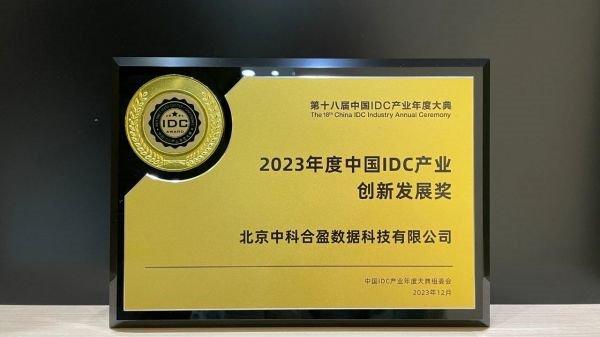 IDC
AWARD
第十八届中国IDC产业年度大典
The 18th China IDC Industry Annual Ceremony
2023年度中国IDC产业
创新发展奖
北京中科合盈数据科技有限公司
中国IDC产业年度大典组委会
2023年12月